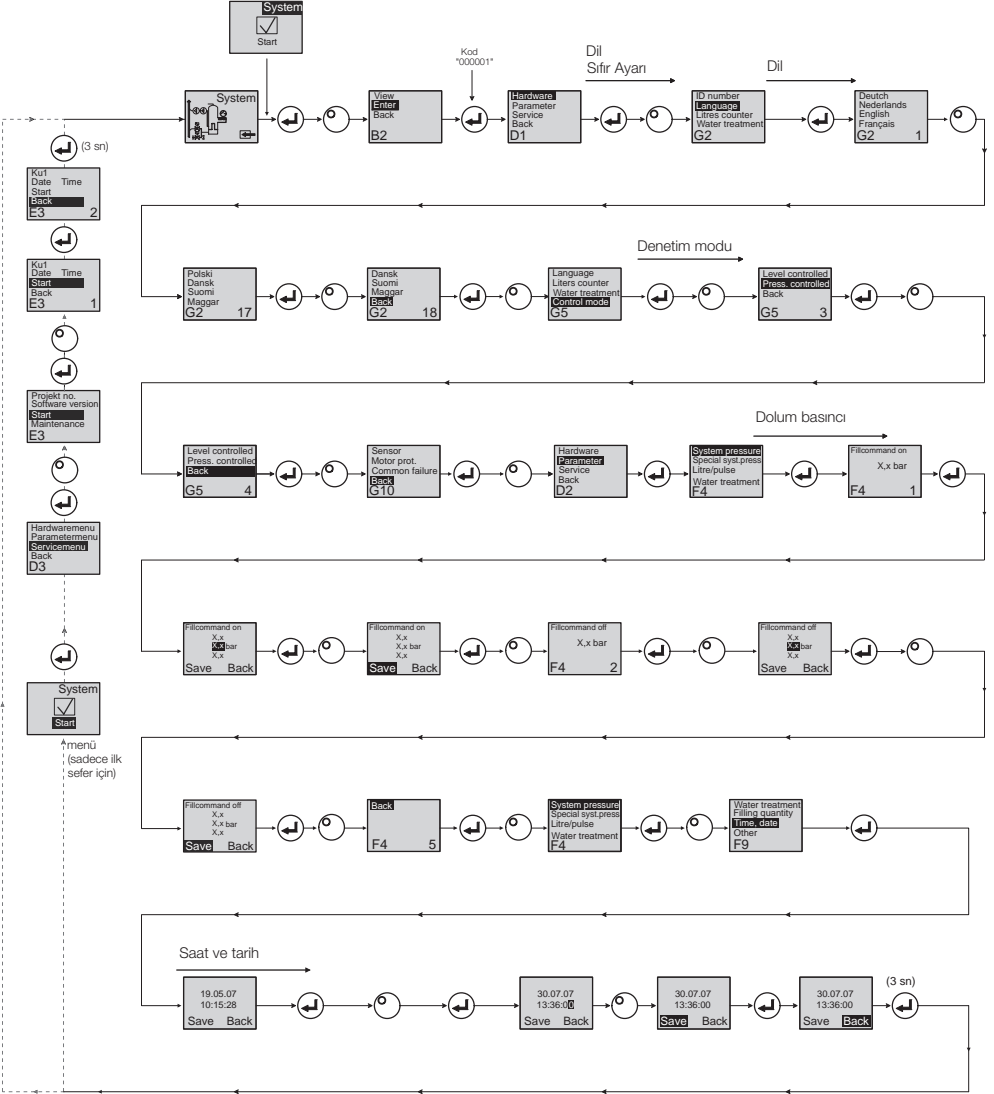 System
Start
Kod
"000001"
Dil
Sıfır Ayarı
Dil
System
View
Enter
Back
B2
Hardware
Parameter
Service
Back
D1
ID number
Language
Litres counter
Water treatment
G2
Deutch
Nederlands
English
Français
G2 1
(3 sn)
Ku1
Date Time
Start
Back
E3 2
Ku1
Date Time
Start
Back
E3 1
Projekt no.
Software version
Start
Maintenance
E3
Hardwaremenu
Parametermenu
Servicemenu
Back
D3
System
Start
menü
(sadece ilk
sefer için)
Denetim modu
Polski
Dansk
Suomi
Maggar
G2 17
Dansk
Suomi
Maggar
Back
G2 18
Language
Liters counter
Water treatment
Control mode
G5
Level controlled
Press. controlled
Back
G5 3
Dolum basıncı
Level controlled
Press. controlled
Back
G5 4
Sensor
Motor prot.
Common failure
Back
G10
Hardware
Parameter
Service
Back
D2
System pressure
Special syst.press
Litre/pulse
Water treatment
F4
Fillcommand on
X,x bar
F4 1
Fillcommand on
X,x
X,x bar
X,x
Save Back
Fillcommand on
X,x
X,x bar
X,x
Save Back
Fillcommand off
X,x bar
F4 2
Fillcommand off
X,x
X,x bar
X,x
Save Back
Fillcommand off
X,x
X,x bar
X,x
Save Back
Back
F4 5
System pressure
Special syst.press
Litre/pulse
Water treatment
F4
Water treatment
Filling quantity
Time, date
Other
F9
Saat ve tarih
19.05.07
10:15:28
Save Back
30.07.07
13:36:00
Save Back
30.07.07
13:36:00
Save Back
30.07.07
13:36:00
Save Back
(3 sn)